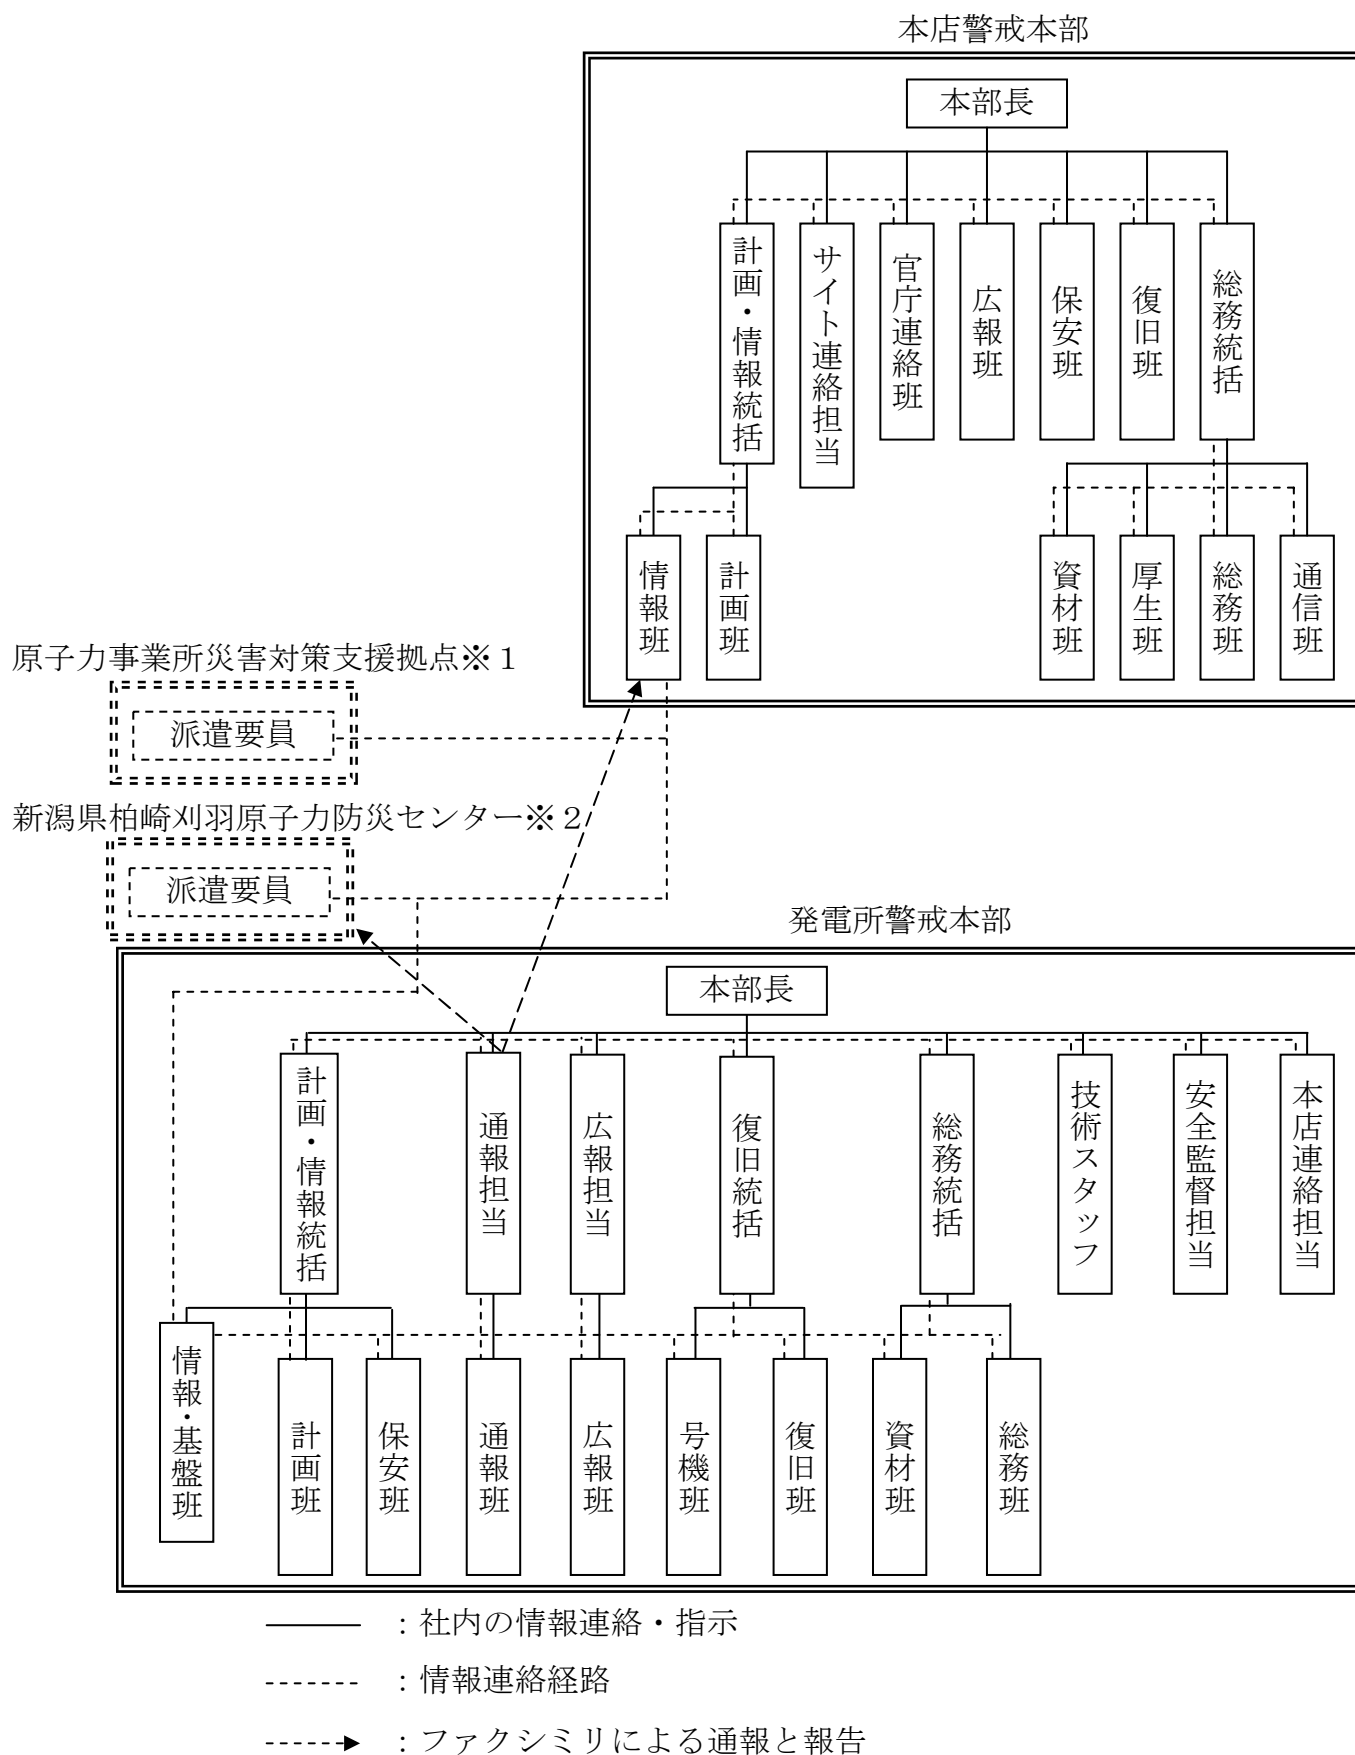 本店警戒本部
本部長
計画・情報統括
サイト連絡担当
官庁連絡班
広報班
保安班
復旧班
総務統括
情報班
計画班
資材班
厚生班
総務班
通信班
原子力事業所災害対策支援拠点※1
派遣要員
新潟県柏崎刈羽原子力防災センター※2
派遣要員
発電所警戒本部
本部長
計画・情報統括
通報担当
広報担当
復旧統括
総務統括
技術スタッフ
安全監督担当
本店連絡担当
情報・基盤班
計画班
保安班
通報班
広報班
号機班
復旧班
資材班
総務班
：社内の情報連絡・指示
：情報連絡経路
：ファクシミリによる通報と報告